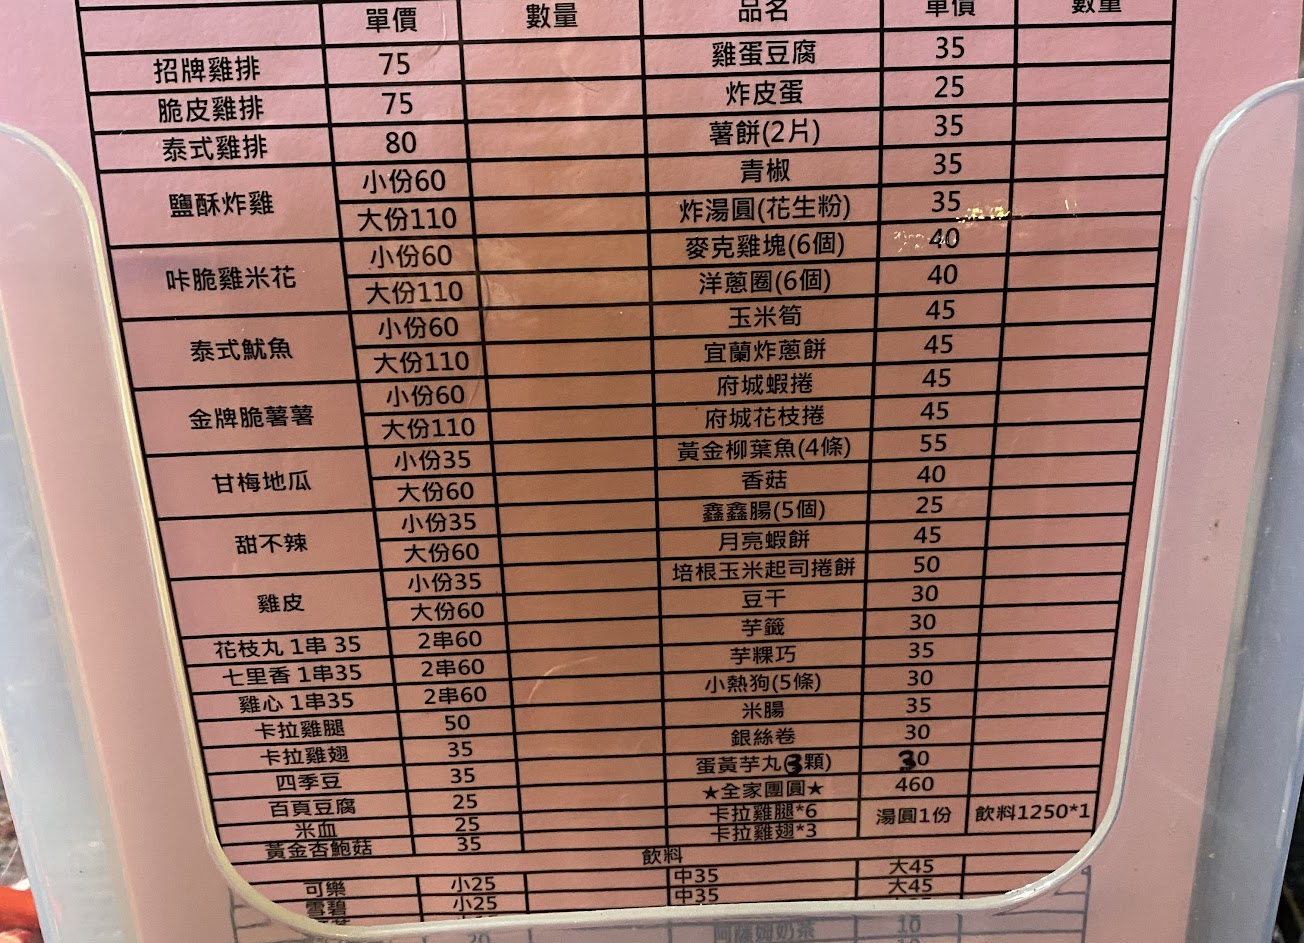 單價 數量 品名 單價 數量
招牌雞排 75 雞蛋豆腐 35
脆皮雞排 75 炸皮蛋 25
泰式雞排 80 薯餅(2片) 35
鹽酥炸雞 小份60 青椒 35
大份110 炸湯圓(花生粉) 35
咔脆雞米花 小份60 麥克雞塊(6個) 40
大份110 洋蔥圈(6個) 40
泰式魷魚 小份60 玉米筍 45
大份110 宜蘭炸蔥餅 45
金牌脆薯薯 小份60 府城蝦捲 45
大份110 府城花枝捲 45
甘梅地瓜 小份35 黃金柳葉魚(4條) 55
大份60 香菇 40
甜不辣 小份35 鑫鑫腸(5個) 25
大份60 月亮蝦餅 45
雞皮 小份35 培根玉米起司捲餅 50
大份60 豆干 30
花枝丸 1串 35 2串60 芋籤 30
七里香 1串35 2串60 芋粿巧 35
雞心 1串35 2串60 小熱狗(5條) 30
卡拉雞腿 50 米腸 35
卡拉雞翅 35 銀絲卷 30
四季豆 35 蛋黃芋丸(3顆) 30
百頁豆腐 25 ★全家團圓★ 460
米血 25 卡拉雞腿*6 湯圓1份 飲料1250*1
黃金杏鮑菇 35 卡拉雞翅*3
飲料
可樂 小25 中35 大45
雪碧 小25 中35 大45
20 阿薩姆奶茶 10